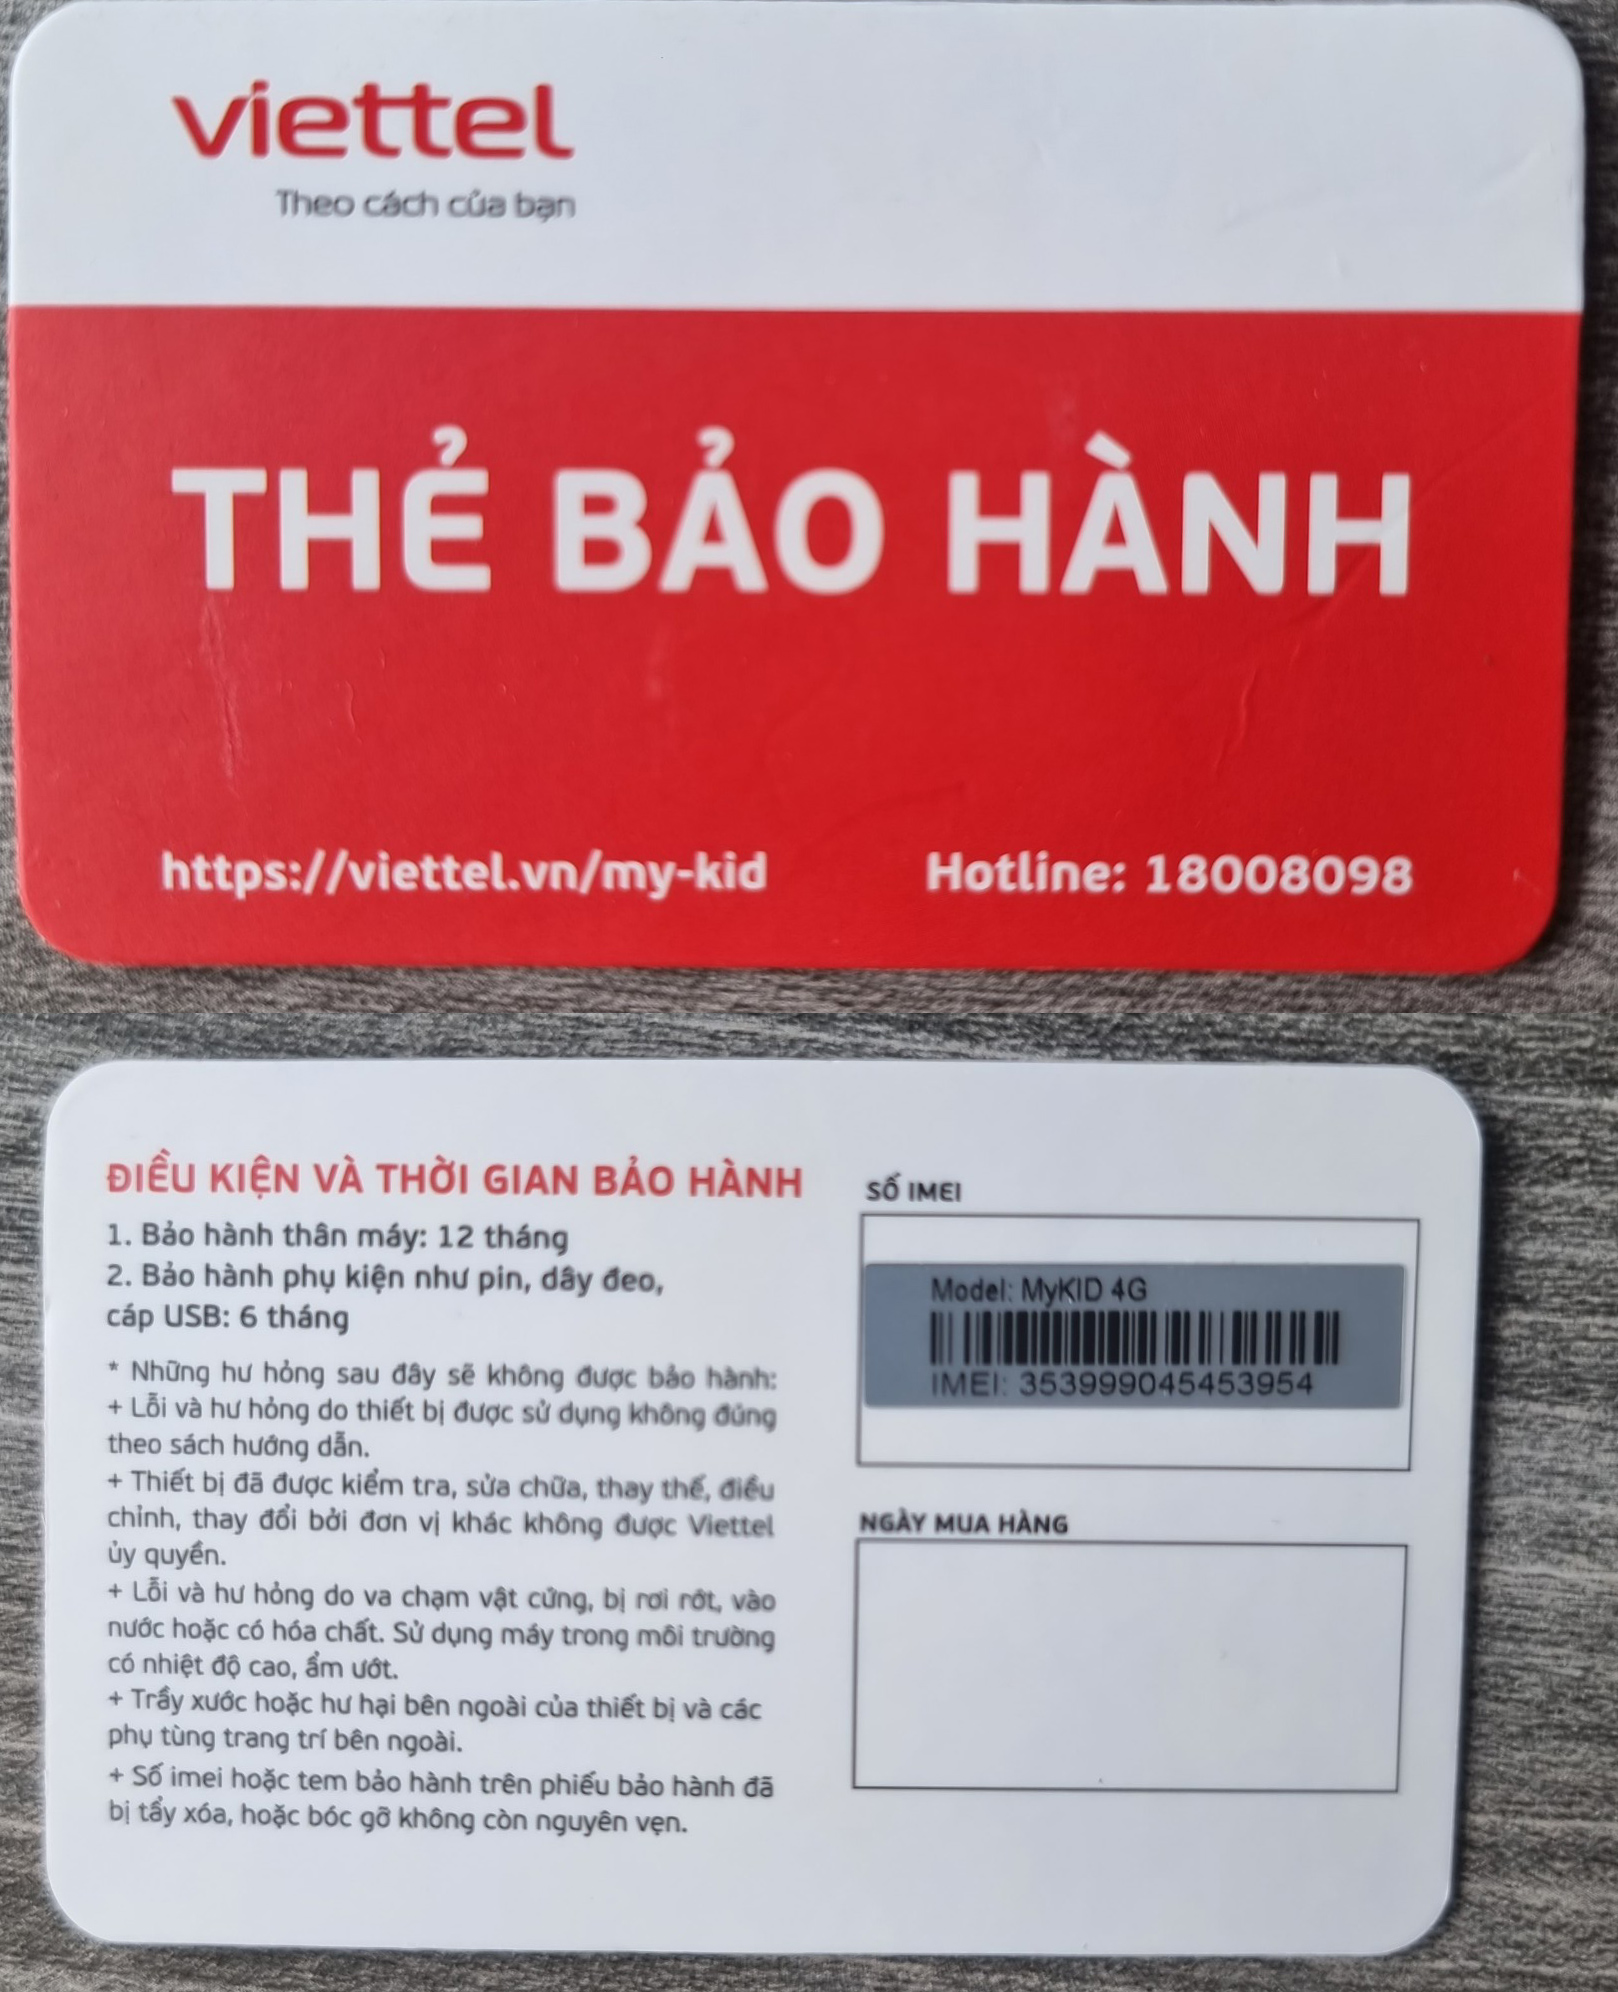 viettel
Theo cách của bạn
THẺ BẢO HÀNH
https://viettel.vn/my-kid
Hotline: 18008098
ĐIỀU KIỆN VÀ THỜI GIAN BẢO HÀNH
1. Bảo hành thân máy: 12 tháng
2. Bảo hành phụ kiện như pin, dây đeo,
cáp USB: 6 tháng
* Những hư hỏng sau đây sẽ không được bảo hành:
+ Lỗi và hư hỏng do thiết bị được sử dụng không đúng
theo sách hướng dẫn.
+ Thiết bị đã được kiểm tra, sửa chữa, thay thế, điều
chỉnh, thay đổi bởi đơn vị khác không được Viettel
ủy quyền.
+ Lỗi và hư hỏng do va chạm vật cứng, bị rơi rớt, vào
nước hoặc có hóa chất. Sử dụng máy trong môi trường
có nhiệt độ cao, ẩm ướt.
+ Trầy xước hoặc hư hại bên ngoài của thiết bị và các
phụ tùng trang trí bên ngoài.
+ Số imei hoặc tem bảo hành trên phiếu bảo hành đã
bị tẩy xóa, hoặc bóc gỡ không còn nguyên vẹn.
SỐ IMEI
Model: MyKID 4G
IMEI: 353999045453954
NGÀY MUA HÀNG